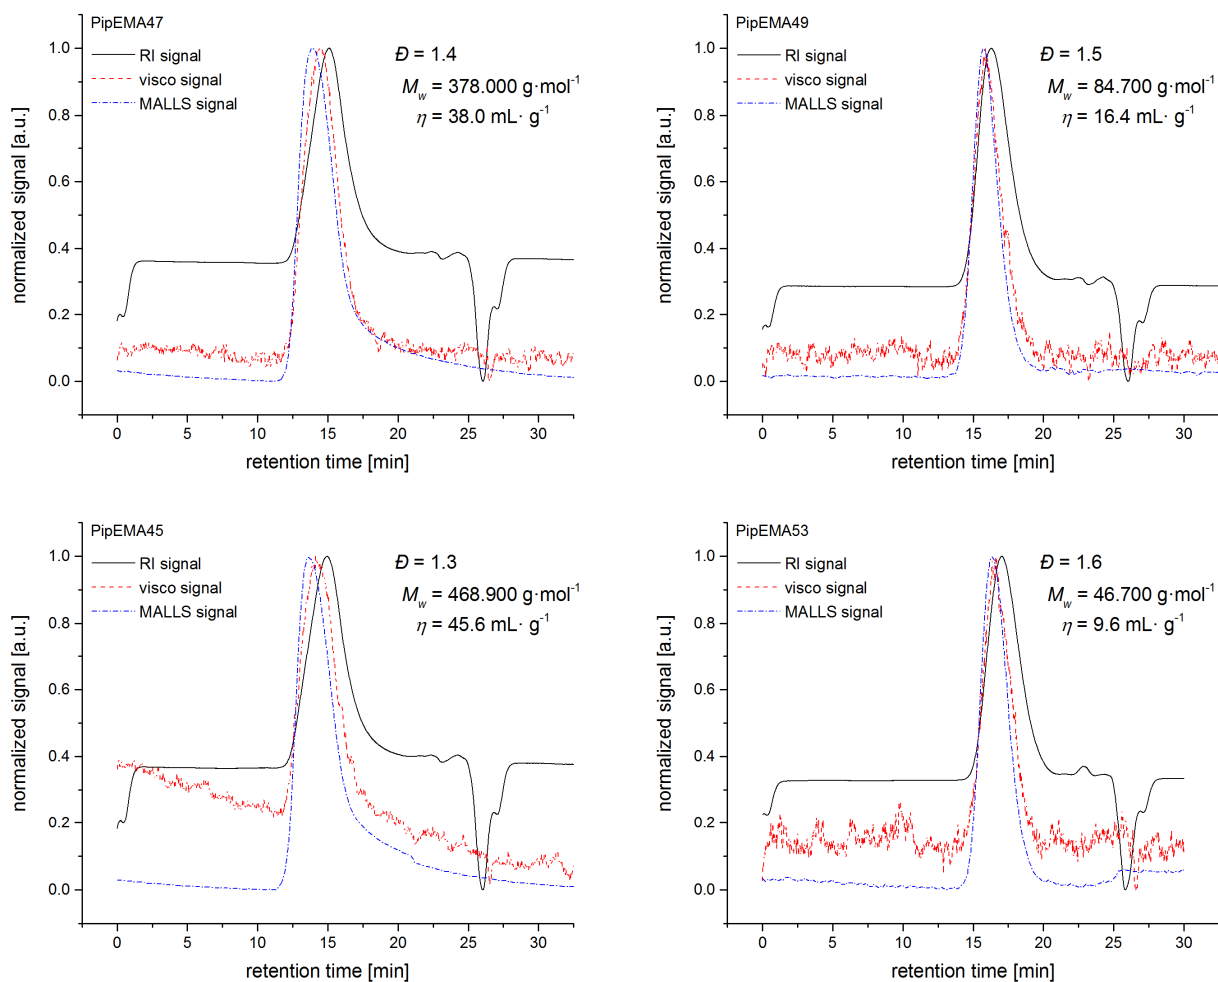 PipEMA47
RI signal
visco signal
MALLS signal
Đ = 1.4
Mw = 378.000 g·mol-1
η = 38.0 mL· g-1
normalized signal [a.u.]
1.0
0.8
0.6
0.4
0.2
0.0
0 5 10 15 20 25 30
retention time [min]
PipEMA49
RI signal
visco signal
MALLS signal
Đ = 1.5
Mw = 84.700 g·mol-1
η = 16.4 mL· g-1
normalized signal [a.u.]
1.0
0.8
0.6
0.4
0.2
0.0
0 5 10 15 20 25 30
retention time [min]
PipEMA45
RI signal
visco signal
MALLS signal
Đ = 1.3
Mw = 468.900 g·mol-1
η = 45.6 mL· g-1
normalized signal [a.u.]
1.0
0.8
0.6
0.4
0.2
0.0
0 5 10 15 20 25 30
retention time [min]
PipEMA53
RI signal
visco signal
MALLS signal
Đ = 1.6
Mw = 46.700 g·mol-1
η = 9.6 mL· g-1
normalized signal [a.u.]
1.0
0.8
0.6
0.4
0.2
0.0
0 5 10 15 20 25 30
retention time [min]